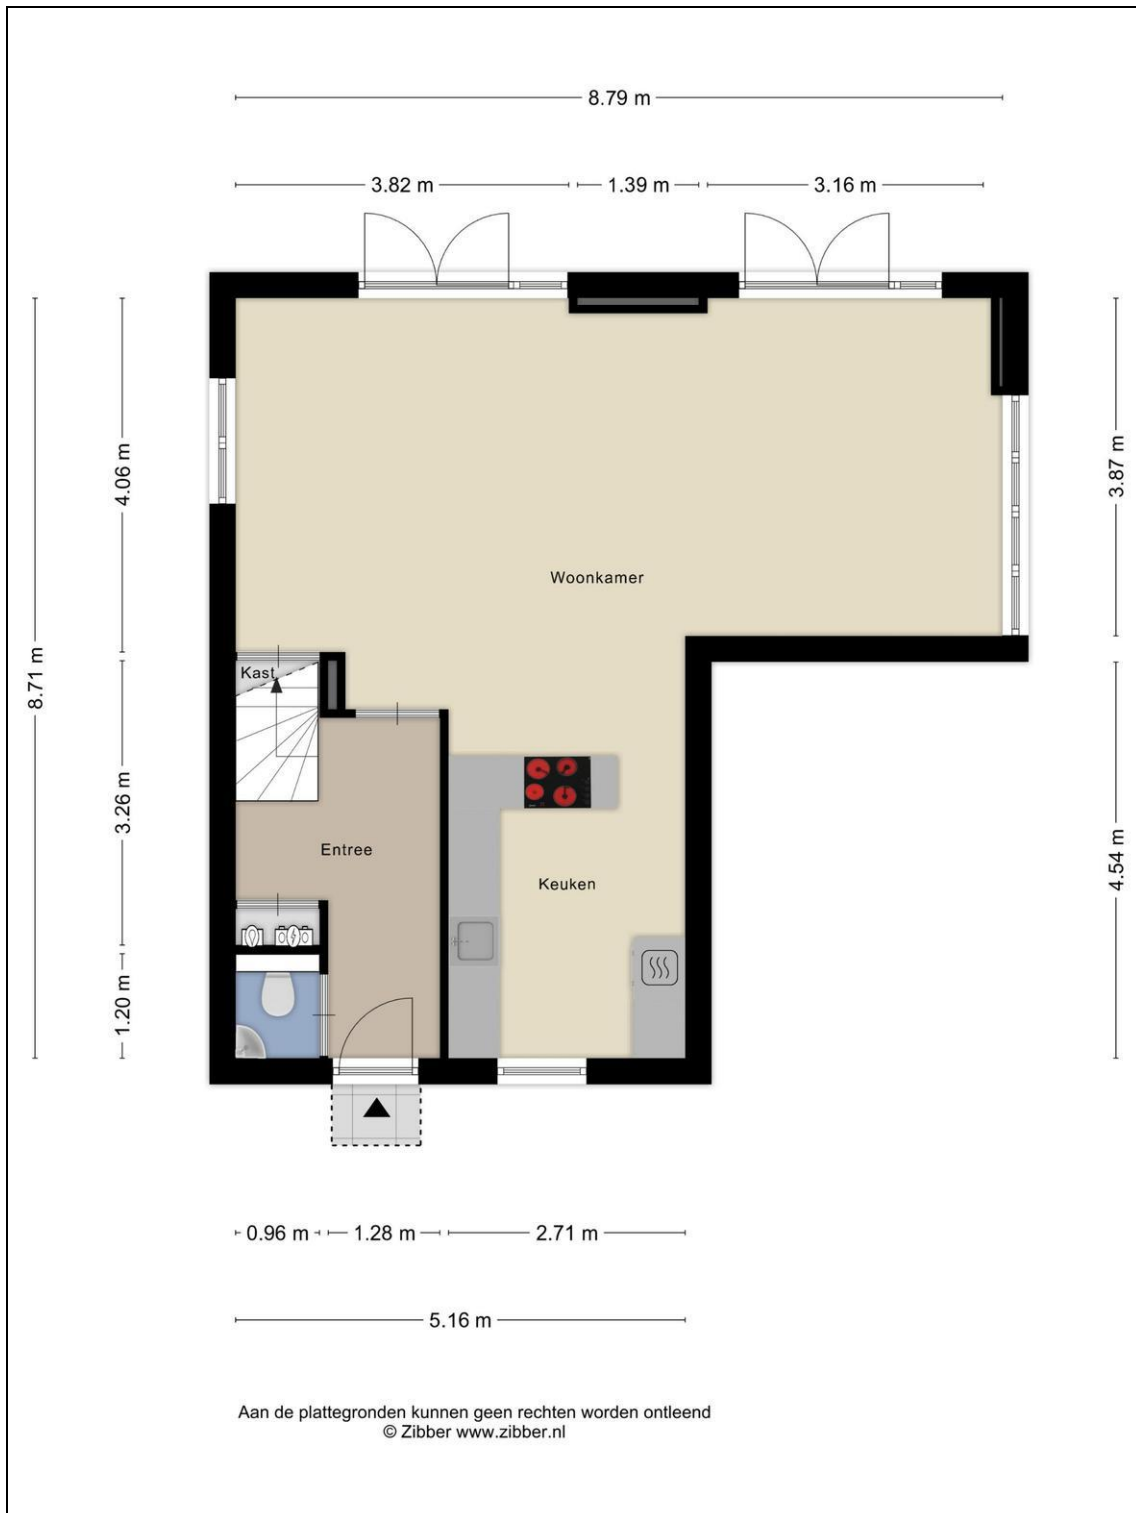 8.79 m
3.82 m
1.39 m
3.16 m
4.06 m
3.87 m
Woonkamer
8.71 m
Kast
3.26 m
Entree
Keuken
4.54 m
1.20 m
0.96 m
1.28 m
2.71 m
5.16 m
Aan de plattegronden kunnen geen rechten worden ontleend
© Zibber www.zibber.nl